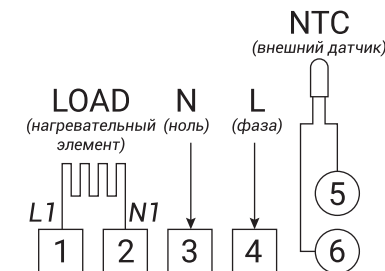 NTC
(внешний датчик)
LOAD N L
(нагревательный (ноль) (фаза)
элемент)
L1 N1
5
1 2 3 4 6